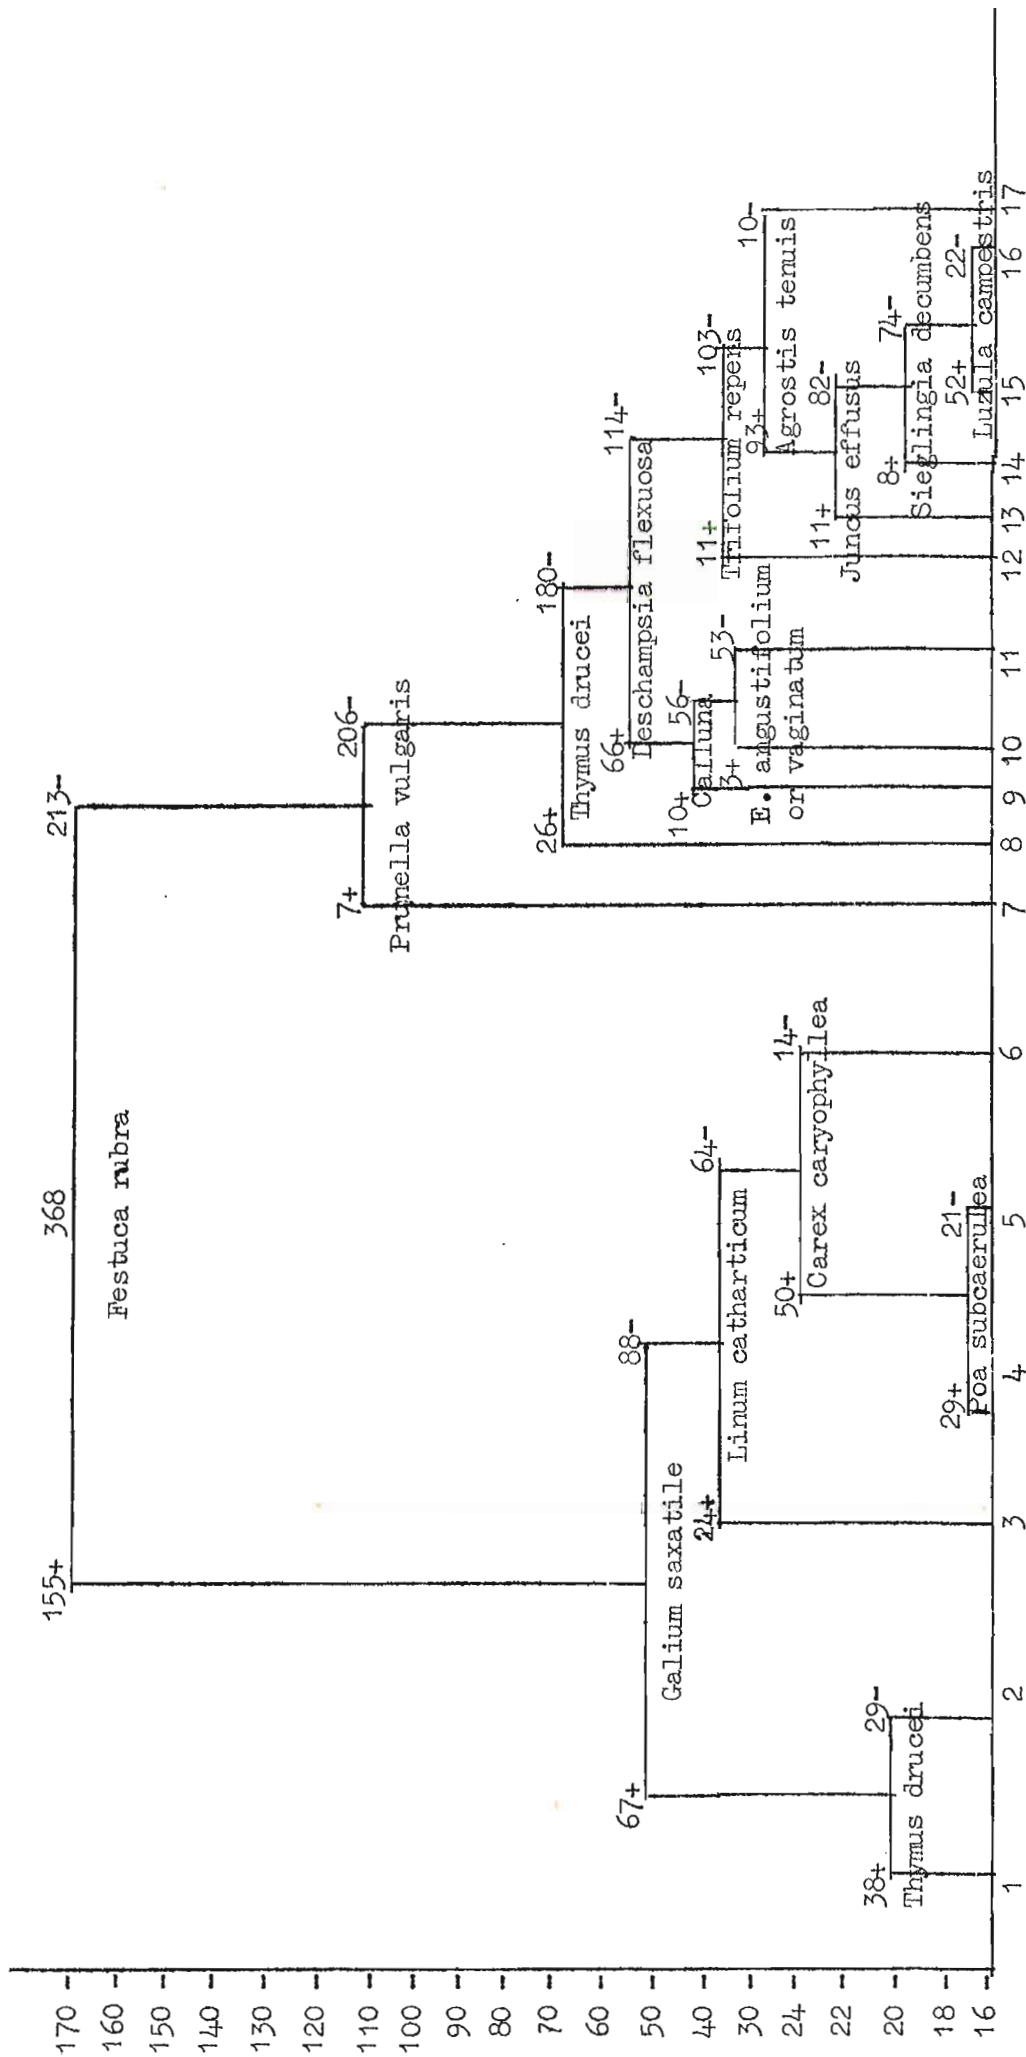 368
155+
213-
Festuca rubra
7+
206-
Prunella vulgaris
26+
180-
Thymus drucei
67+
88-
Galium saxatile
66+
114-
Deschampsia flexuosa
24+
64-
Linum catharticum
10+
56-
Calluna
11+
103-
Trifolium repens
3+
53-
E. angustifolium
or vaginatum
50+
14-
Carex caryophyllea
93+
10-
Agrostis tenuis
11+
82-
Juncus effusus
38+
29-
Thymus drucei
8+
74-
Sieglingia decumbens
29+
21-
Poa subcaerulea
52+
22-
Luzula campestris
170
160
150
140
130
120
110
100
90
80
70
60
50
40
30
24
22
20
18
16
1 2 3 4 5 6 7 8 9 10 11 12 13 14 15 16 17